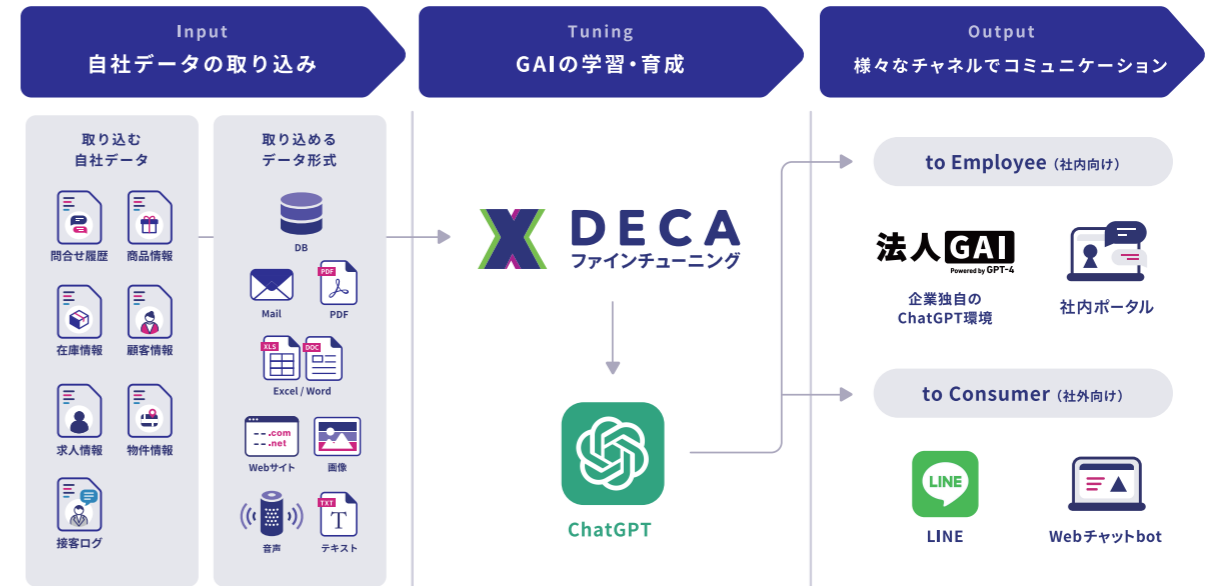 Input
自社データの取り込み
Tuning
GAIの学習・育成
Output
様々なチャネルでコミュニケーション
取り込む
自社データ
問合せ履歴
商品情報
在庫情報
顧客情報
求人情報
物件情報
接客ログ
取り込める
データ形式
DB
Mail
PDF
PDF
XLS
DOC
Excel / Word
--.com
--.net
Webサイト
画像
音声
TXT
T
テキスト
DECA
ファインチューニング
ChatGPT
to Employee（社内向け）
法人GAI
Powered by GPT-4
企業独自の
ChatGPT環境
社内ポータル
to Consumer（社外向け）
LINE
LINE
Webチャットbot